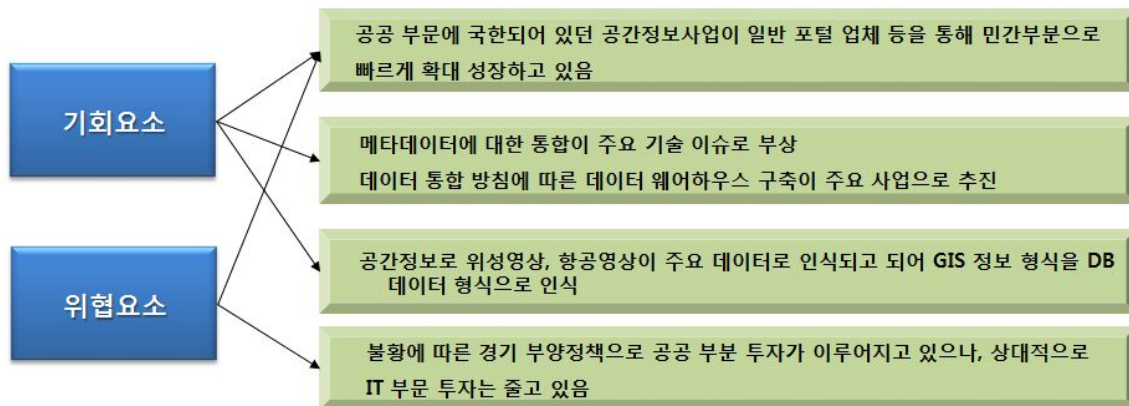 기회요소
위협요소
공공 부문에 국한되어 있던 공간정보사업이 일반 포털 업체 등을 통해 민간부분으로
빠르게 확대 성장하고 있음
메타데이터에 대한 통합이 주요 기술 이슈로 부상
데이터 통합 방침에 따른 데이터 웨어하우스 구축이 주요 사업으로 추진
공간정보로 위성영상, 항공영상이 주요 데이터로 인식되고 되어 GIS 정보 형식을 DB
데이터 형식으로 인식
불황에 따른 경기 부양정책으로 공공 부분 투자가 이루어지고 있으나, 상대적으로
IT 부문 투자는 줄고 있음